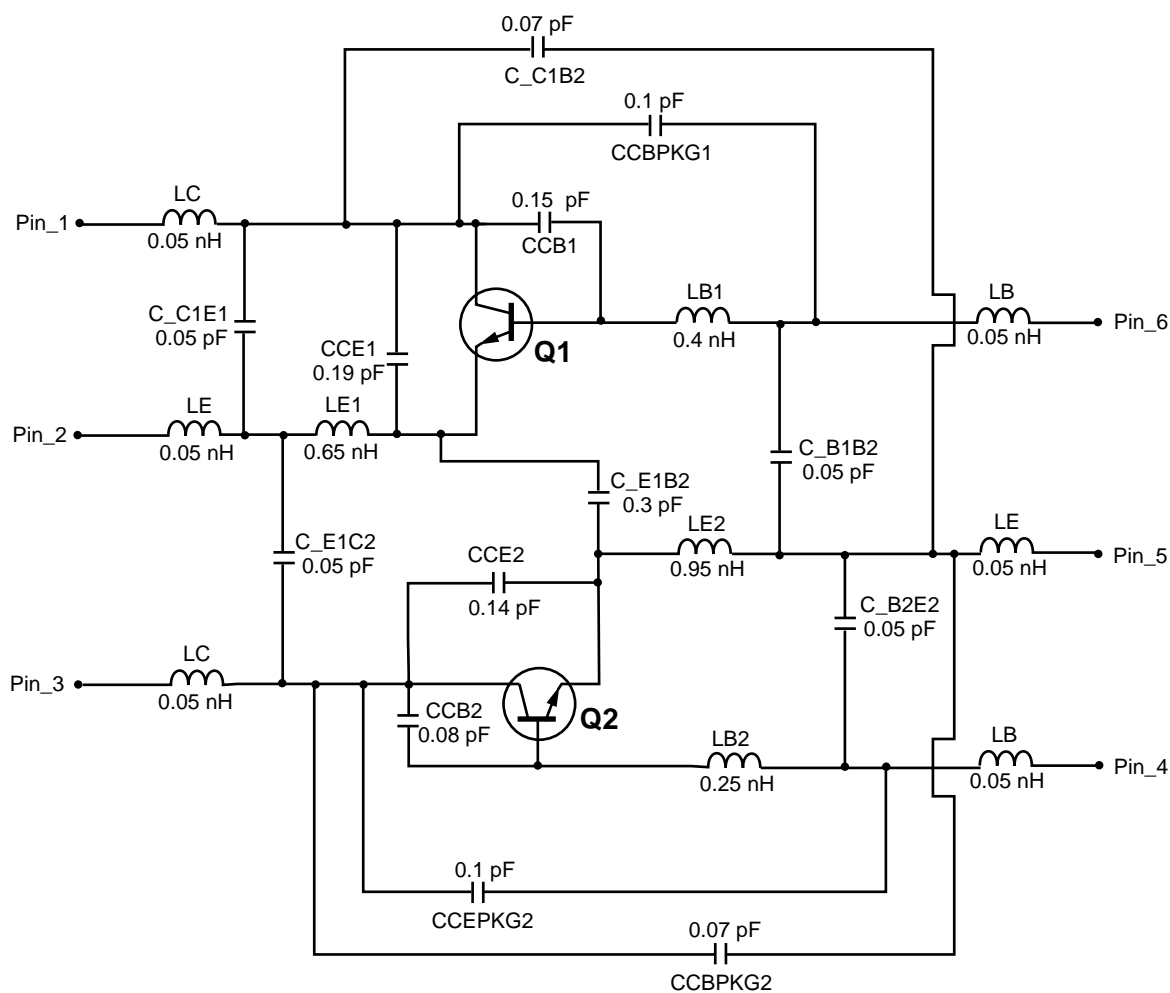 0.07 pF
C_C1B2
0.1 pF
CCBPKG1
LC
0.15 pF
Pin_1
0.05 nH
CCB1
LB1
LB
C_C1E1
0.05 pF
Pin_6
Q1
0.4 nH
0.05 nH
CCE1
0.19 pF
LE
LE1
Pin_2
0.05 nH
0.65 nH
C_B1B2
0.05 pF
C_E1B2
0.3 pF
LE2
LE
C_E1C2
0.05 pF
CCE2
Pin_5
0.95 nH
0.05 nH
0.14 pF
C_B2E2
0.05 pF
LC
Pin_3
0.05 nH
CCB2
0.08 pF
Q2
LB2
LB
Pin_4
0.25 nH
0.05 nH
0.1 pF
CCEPKG2
0.07 pF
CCBPKG2